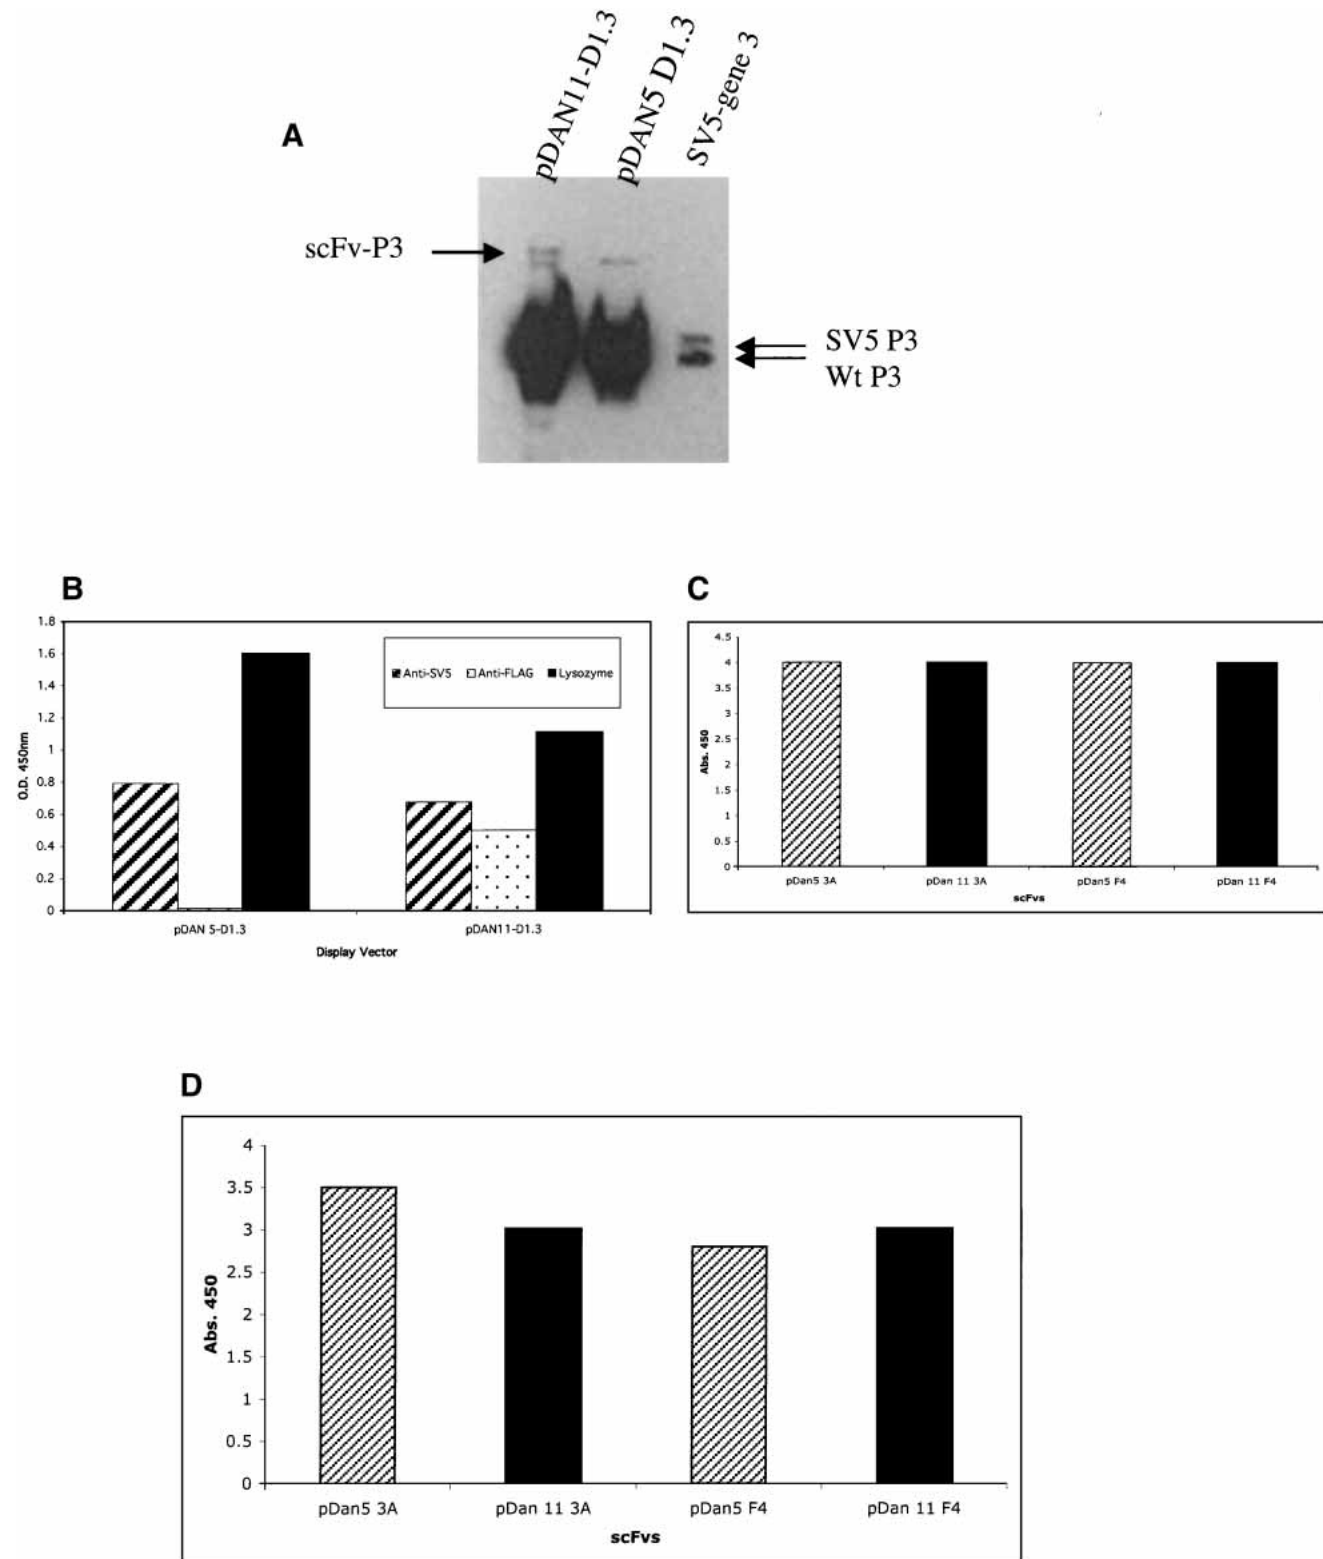 A
pDAN11-D1.3
pDAN5 D1.3
SV5-gene 3
scFv-P3
SV5 P3
Wt P3
B
1.8
1.6
1.4
1.2
1
0.8
0.6
0.4
0.2
0
O.D. 450nm
Anti-SV5
Anti-FLAG
Lysozyme
pDAN 5-D1.3
pDAN11-D1.3
Display Vector
C
4.5
4
3.5
3
2.5
2
1.5
1
0.5
0
Abs. 450
pDan5 3A
pDan 11 3A
pDan5 F4
pDan 11 F4
scFvs
D
4
3.5
3
2.5
2
1.5
1
0.5
0
Abs. 450
pDan5 3A
pDan 11 3A
pDan5 F4
pDan 11 F4
scFvs